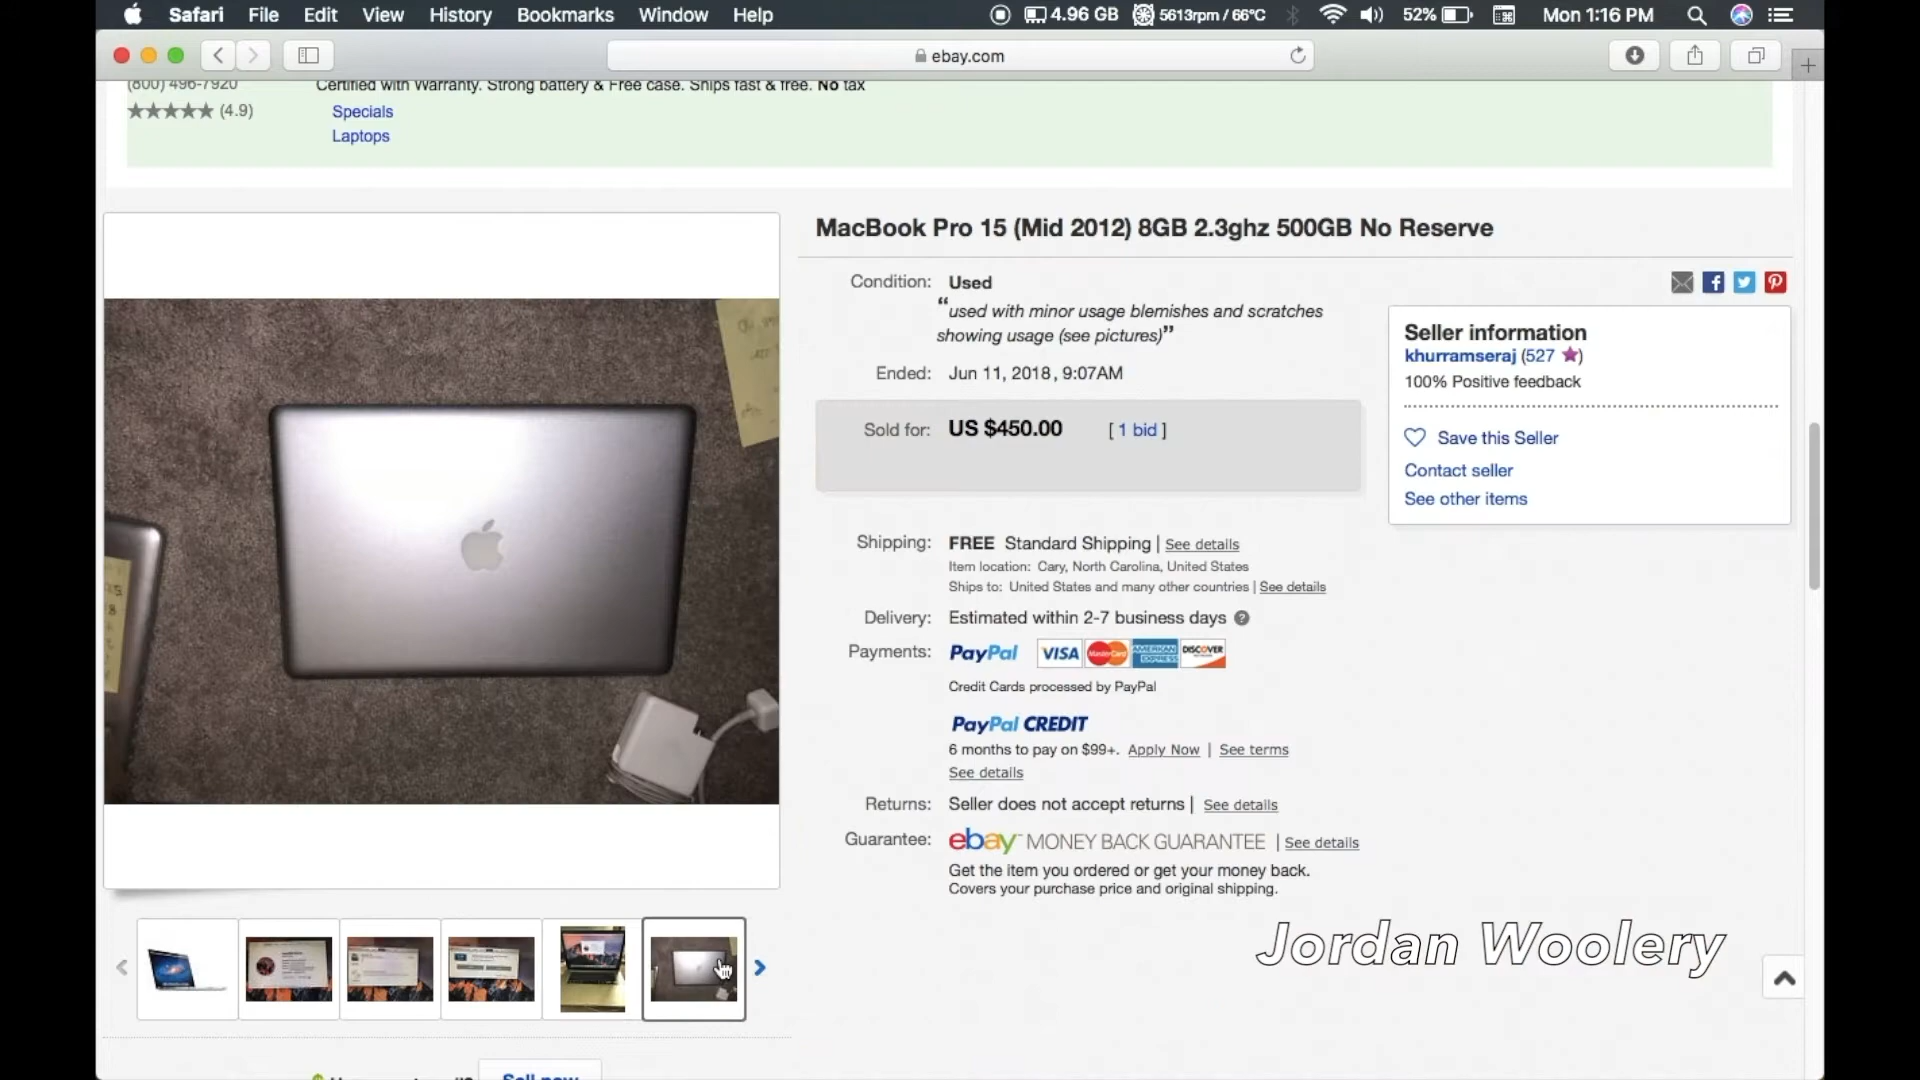 Safari File Edit View History Bookmarks Window Help 4.96 GB 5613rpm / 66°C 52% Mon 1:16 PM
ebay.com
(800) 496-7920 Certified with Warranty. Strong battery & Free case. Ships fast & free. No tax
(4.9) Specials
Laptops
MacBook Pro 15 (Mid 2012) 8GB 2.3ghz 500GB No Reserve
Condition: Used
“used with minor usage blemishes and scratches
showing usage (see pictures)”
Ended: Jun 11, 2018, 9:07AM
Sold for: US $450.00 [ 1 bid ]
Seller information
khurramseraj (527 )
100% Positive feedback
Save this Seller
Contact seller
See other items
Shipping: FREE Standard Shipping | See details
Item location: Cary, North Carolina, United States
Ships to: United States and many other countries | See details
Delivery: Estimated within 2-7 business days ?
Payments: PayPal VISA MasterCard AMERICAN EXPRESS DISCOVER
Credit Cards processed by PayPal
PayPal CREDIT
6 months to pay on $99+. Apply Now | See terms
See details
Returns: Seller does not accept returns | See details
Guarantee: ebay™ MONEY BACK GUARANTEE | See details
Get the item you ordered or get your money back.
Covers your purchase price and original shipping.
Jordan Woolery
Sell now